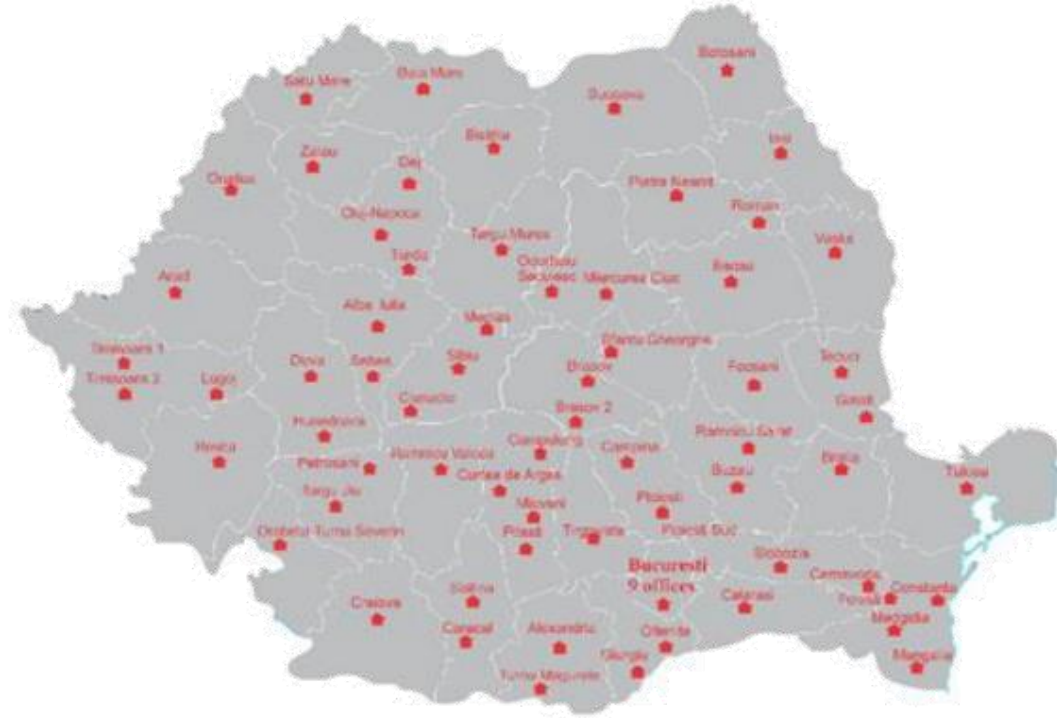 Botosani
Satu Mare
Baia Mare
Suceava
Bistrita
Iasi
Zalau
Dej
Oradea
Piatra Neamt
Roman
Cluj-Napoca
Targu Mures
Vaslui
Turda
Odorheiu
Secuiesc
Miercurea Ciuc
Bacau
Arad
Alba Iulia
Medias
Sfantu Gheorghe
Timisoara 1
Deva
Sebes
Sibiu
Brasov
Focsani
Tecuci
Timisoara 2
Lugoj
Cisnadie
Brasov 2
Galati
Hunedoara
Resita
Campulung
Campina
Ramnicu Sarat
Petrosani
Ramnicu Valcea
Curtea de Arges
Buzau
Braila
Tulcea
Targu Jiu
Mioveni
Ploiesti
Drobeta-Turnu Severin
Pitesti
Targoviste
Ploiesti Sud
Bucuresti
9 offices
Slobozia
Cernavoda
Constanta
Slatina
Craiova
Calarasi
Medgidia
Caracal
Alexandria
Oltenita
Giurgiu
Mangalia
Turnu Magurele